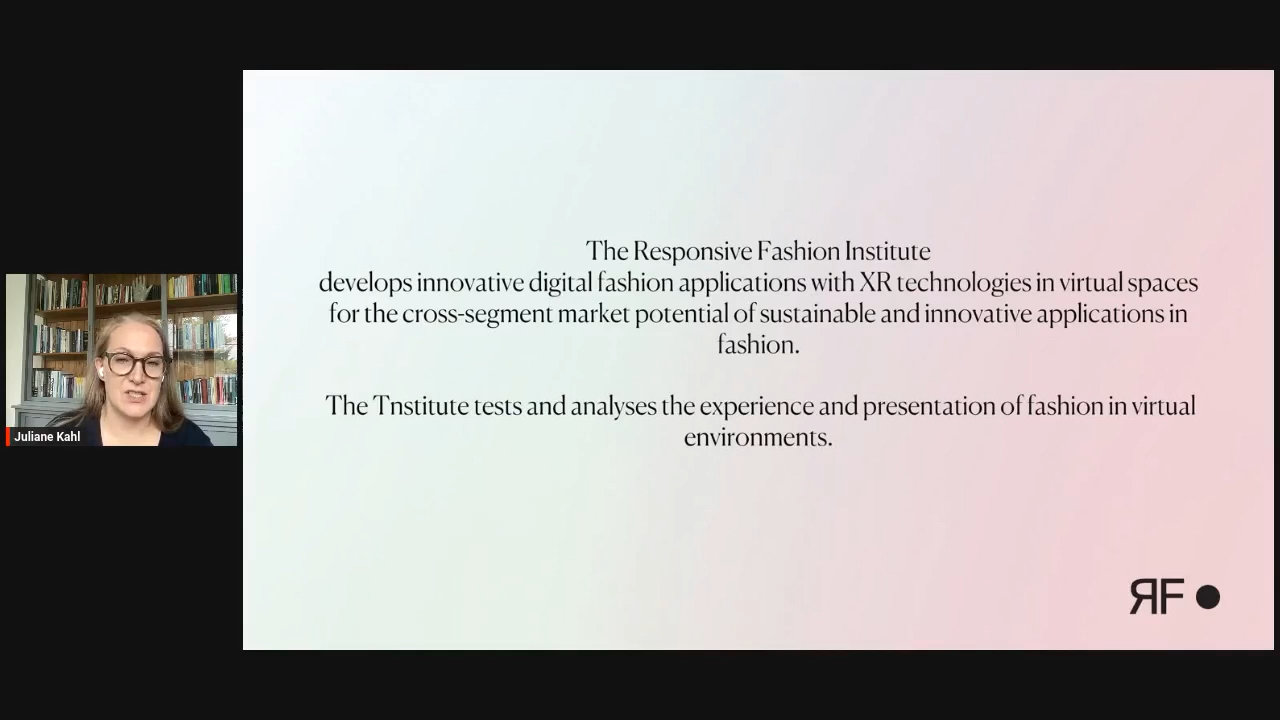 The Responsive Fashion Institute
develops innovative digital fashion applications with XR technologies in virtual spaces
for the cross-segment market potential of sustainable and innovative applications in
fashion.
The Tnstitute tests and analyses the experience and presentation of fashion in virtual
environments.
Juliane Kahl
ЯF